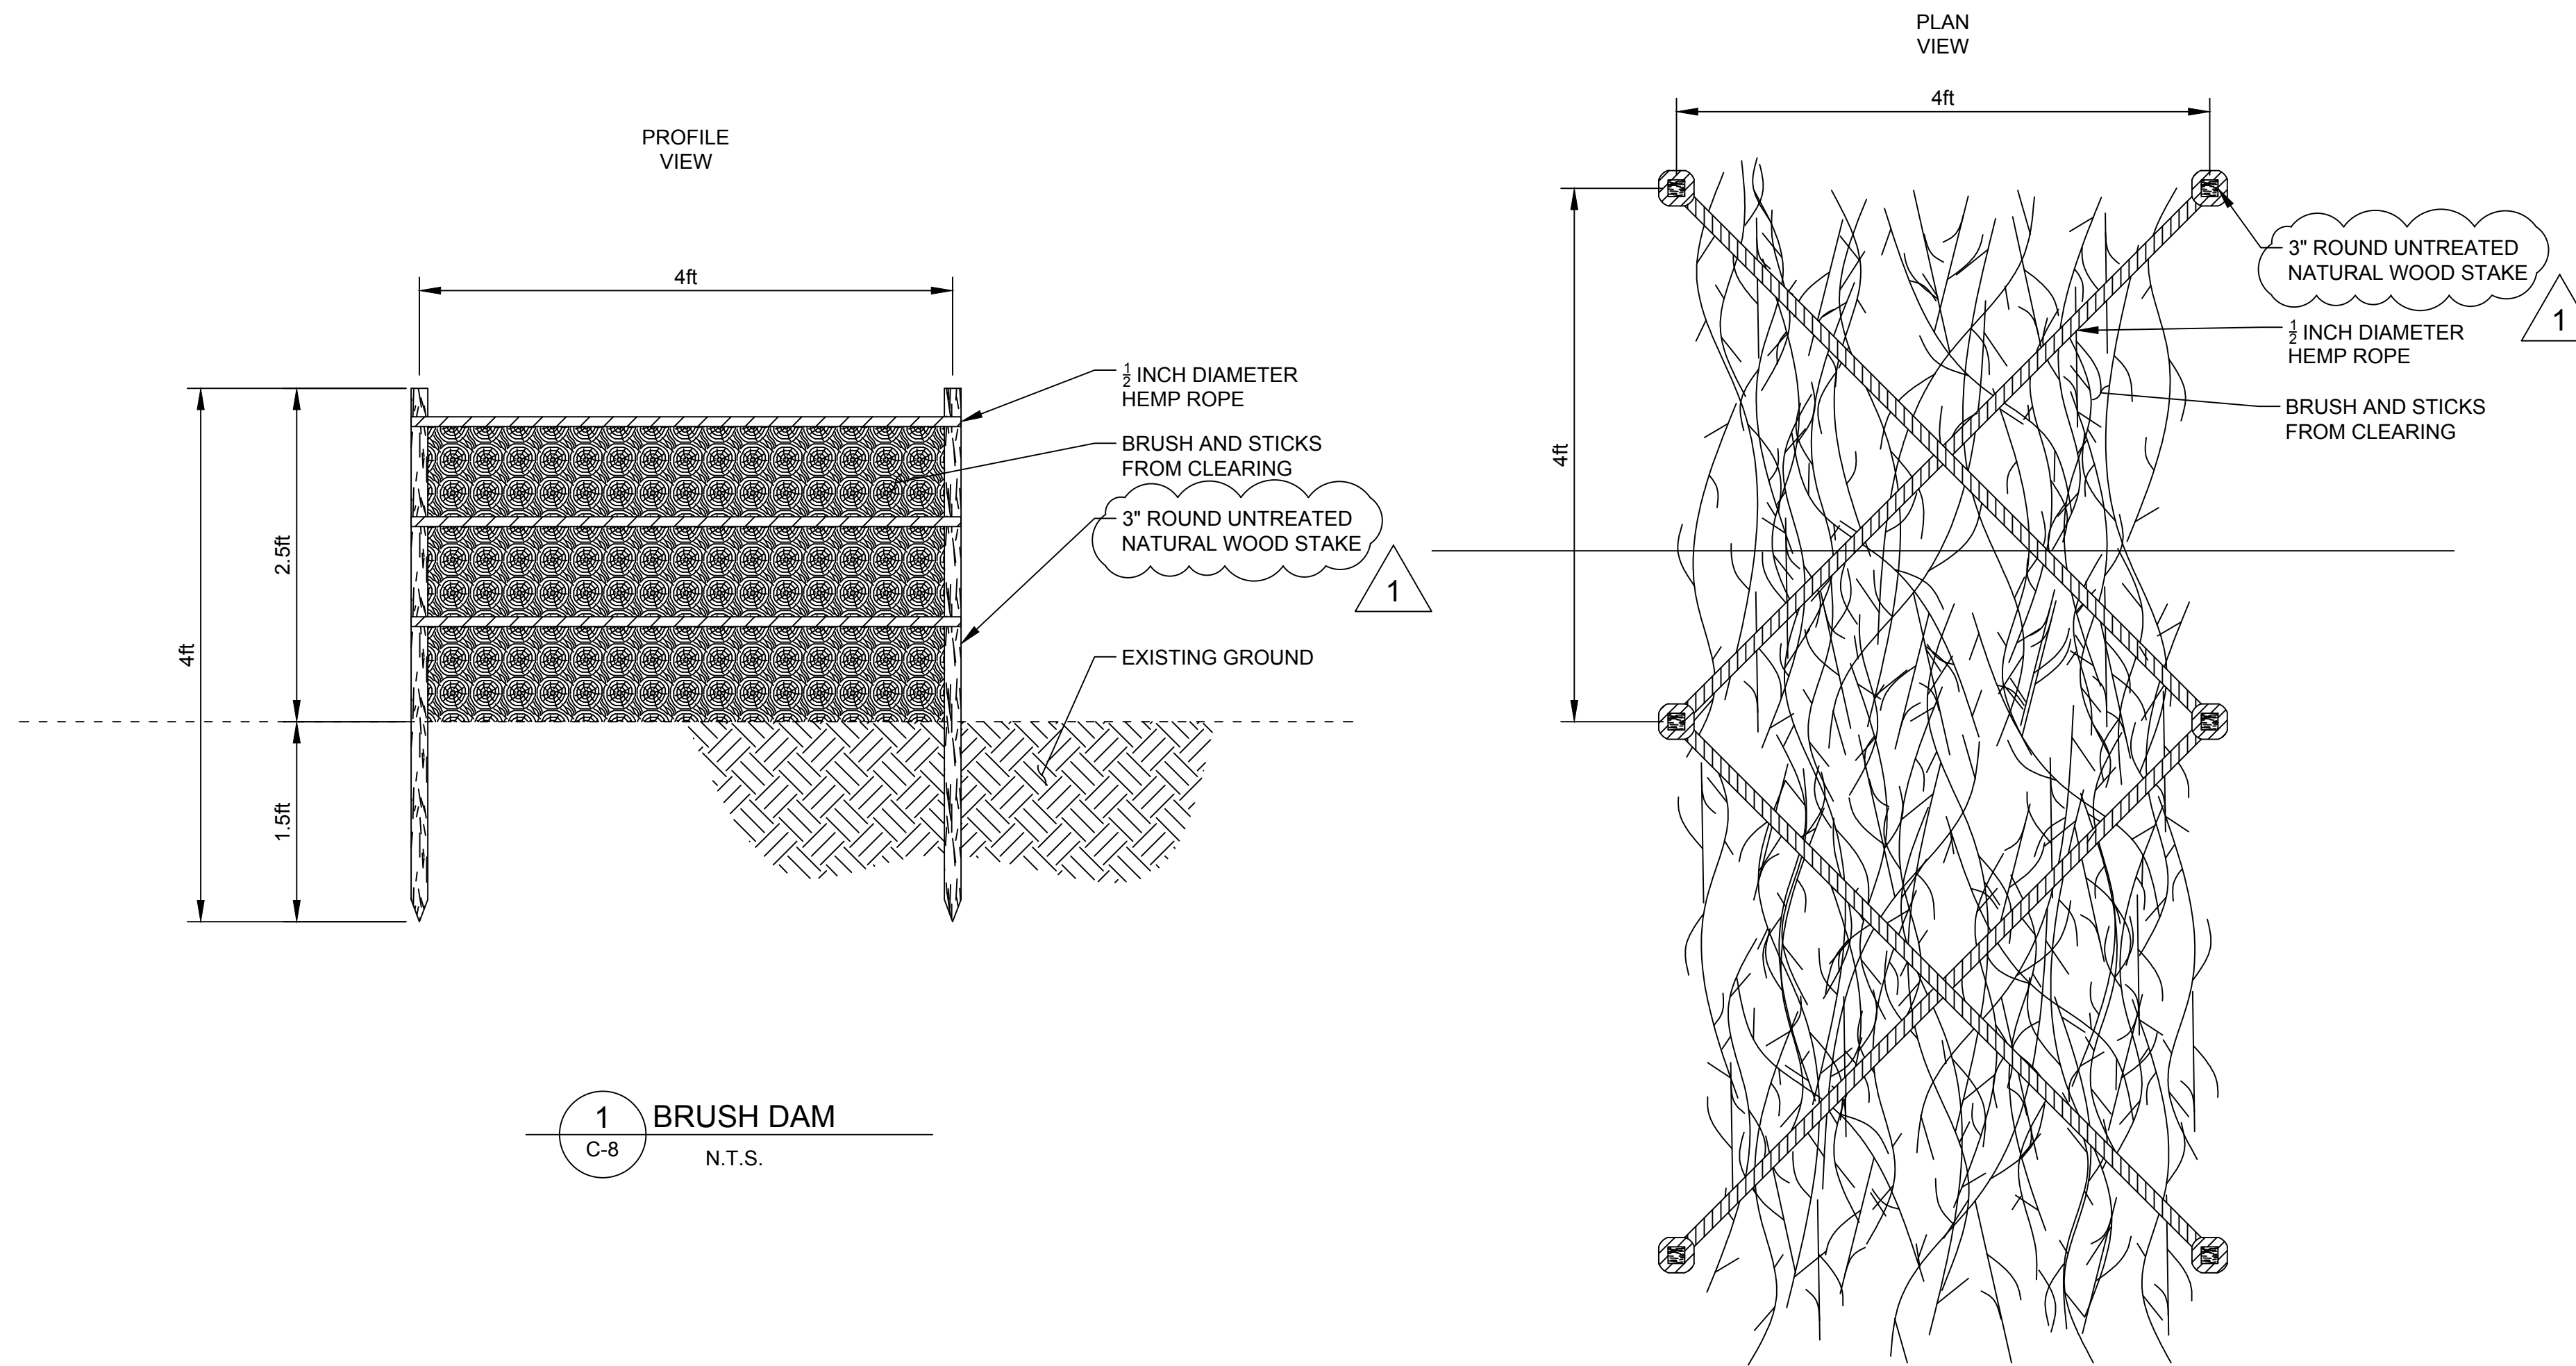 PROFILE
VIEW
4ft
½ INCH DIAMETER
HEMP ROPE
BRUSH AND STICKS
FROM CLEARING
3" ROUND UNTREATED
NATURAL WOOD STAKE
1
EXISTING GROUND
4ft
2.5ft
1.5ft
1
C-8
BRUSH DAM
N.T.S.
PLAN
VIEW
4ft
4ft
3" ROUND UNTREATED
NATURAL WOOD STAKE
1
½ INCH DIAMETER
HEMP ROPE
BRUSH AND STICKS
FROM CLEARING